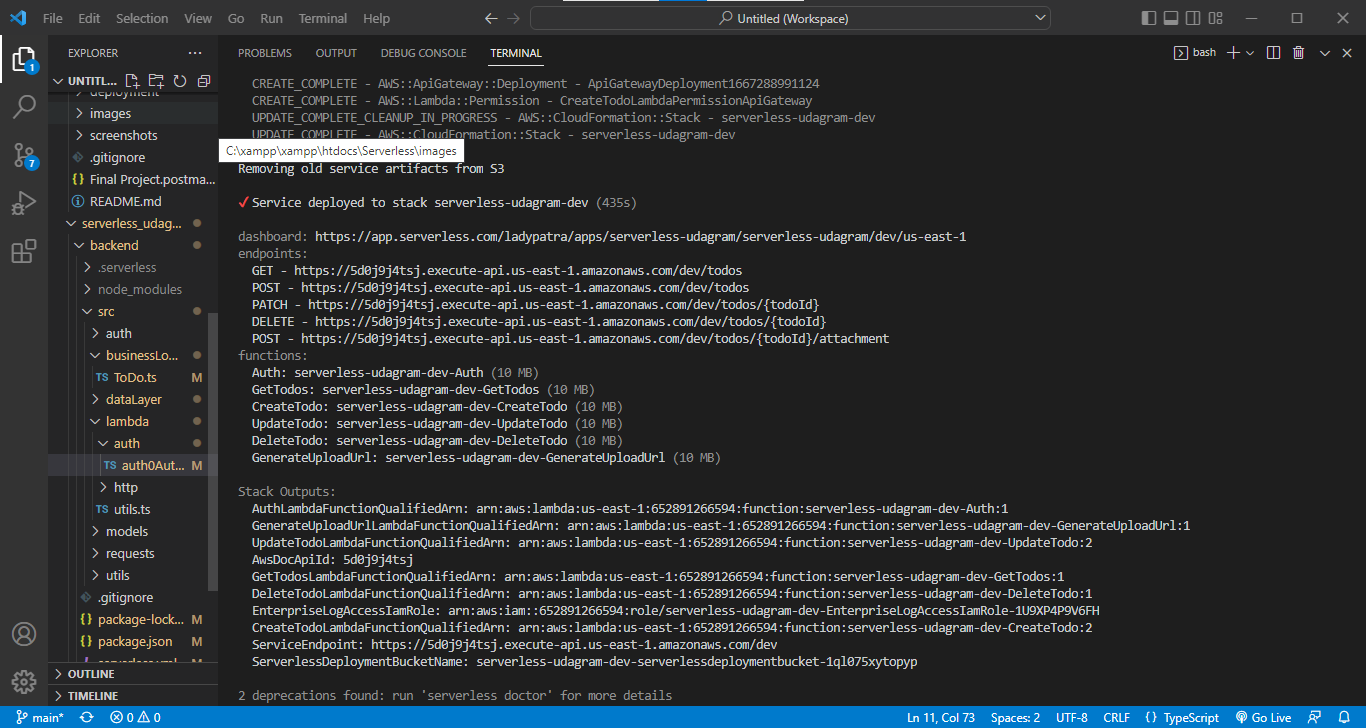 File Edit Selection View Go Run Terminal Help
Untitled (Workspace)
EXPLORER
PROBLEMS OUTPUT DEBUG CONSOLE TERMINAL
bash
1
UNTITL...
deployment
images
screenshots
.gitignore
Final Project.postma...
README.md
serverless_udag...
backend
.serverless
node_modules
src
auth
businessLo...
TS ToDo.ts M
dataLayer
lambda
auth
TS auth0Aut... M
http
TS utils.ts
models
requests
utils
.gitignore
{} package-lock... M
{} package.json M
OUTLINE
TIMELINE
7
CREATE_COMPLETE - AWS::ApiGateway::Deployment - ApiGatewayDeployment1667288991124
CREATE_COMPLETE - AWS::Lambda::Permission - CreateTodoLambdaPermissionApiGateway
UPDATE_COMPLETE_CLEANUP_IN_PROGRESS - AWS::CloudFormation::Stack - serverless-udagram-dev
UPDATE_COMPLETE - AWS::CloudFormation::Stack - serverless-udagram-dev
C:\xampp\xampp\htdocs\Serverless\images
Removing old service artifacts from S3
✓ Service deployed to stack serverless-udagram-dev (435s)
dashboard: https://app.serverless.com/ladypatra/apps/serverless-udagram/serverless-udagram/dev/us-east-1
endpoints:
GET - https://5d0j9j4tsj.execute-api.us-east-1.amazonaws.com/dev/todos
POST - https://5d0j9j4tsj.execute-api.us-east-1.amazonaws.com/dev/todos
PATCH - https://5d0j9j4tsj.execute-api.us-east-1.amazonaws.com/dev/todos/{todoId}
DELETE - https://5d0j9j4tsj.execute-api.us-east-1.amazonaws.com/dev/todos/{todoId}
POST - https://5d0j9j4tsj.execute-api.us-east-1.amazonaws.com/dev/todos/{todoId}/attachment
functions:
Auth: serverless-udagram-dev-Auth (10 MB)
GetTodos: serverless-udagram-dev-GetTodos (10 MB)
CreateTodo: serverless-udagram-dev-CreateTodo (10 MB)
UpdateTodo: serverless-udagram-dev-UpdateTodo (10 MB)
DeleteTodo: serverless-udagram-dev-DeleteTodo (10 MB)
GenerateUploadUrl: serverless-udagram-dev-GenerateUploadUrl (10 MB)
Stack Outputs:
AuthLambdaFunctionQualifiedArn: arn:aws:lambda:us-east-1:652891266594:function:serverless-udagram-dev-Auth:1
GenerateUploadUrlLambdaFunctionQualifiedArn: arn:aws:lambda:us-east-1:652891266594:function:serverless-udagram-dev-GenerateUploadUrl:1
UpdateTodoLambdaFunctionQualifiedArn: arn:aws:lambda:us-east-1:652891266594:function:serverless-udagram-dev-UpdateTodo:2
AwsDocApiId: 5d0j9j4tsj
GetTodosLambdaFunctionQualifiedArn: arn:aws:lambda:us-east-1:652891266594:function:serverless-udagram-dev-GetTodos:1
DeleteTodoLambdaFunctionQualifiedArn: arn:aws:lambda:us-east-1:652891266594:function:serverless-udagram-dev-DeleteTodo:1
EnterpriseLogAccessIamRole: arn:aws:iam::652891266594:role/serverless-udagram-dev-EnterpriseLogAccessIamRole-1U9XP4P9V6FH
CreateTodoLambdaFunctionQualifiedArn: arn:aws:lambda:us-east-1:652891266594:function:serverless-udagram-dev-CreateTodo:2
ServiceEndpoint: https://5d0j9j4tsj.execute-api.us-east-1.amazonaws.com/dev
ServerlessDeploymentBucketName: serverless-udagram-dev-serverlessdeploymentbucket-1ql075xytopyp
2 deprecations found: run 'serverless doctor' for more details
main* 0 0
Ln 11, Col 73 Spaces: 2 UTF-8 CRLF {} TypeScript Go Live